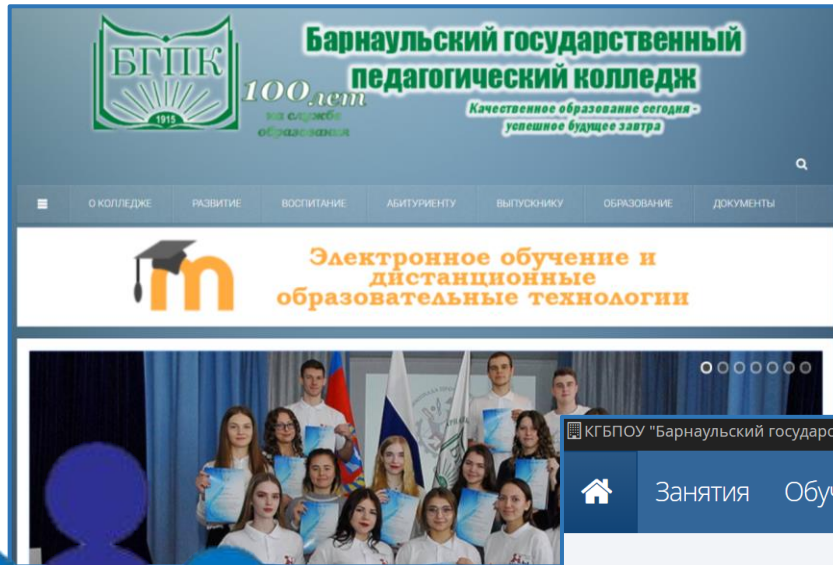 БГПК
1915
100 лет
на службе
образования
Барнаульский государственный
педагогический колледж
Качественное образование сегодня -
успешное будущее завтра
О КОЛЛЕДЖЕ РАЗВИТИЕ ВОСПИТАНИЕ АБИТУРИЕНТУ ВЫПУСКНИКУ ОБРАЗОВАНИЕ ДОКУМЕНТЫ
m
Электронное обучение и
дистанционные
образовательные технологии
КГБПОУ "Барнаульский государс
Занятия Обуч